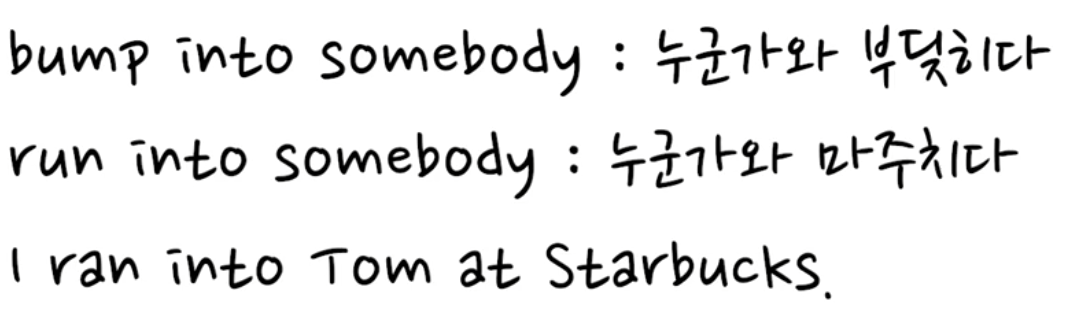 bump into somebody : 누군가와 부딪히다
run into somebody : 누군가와 마주치다
I ran into Tom at Starbucks.